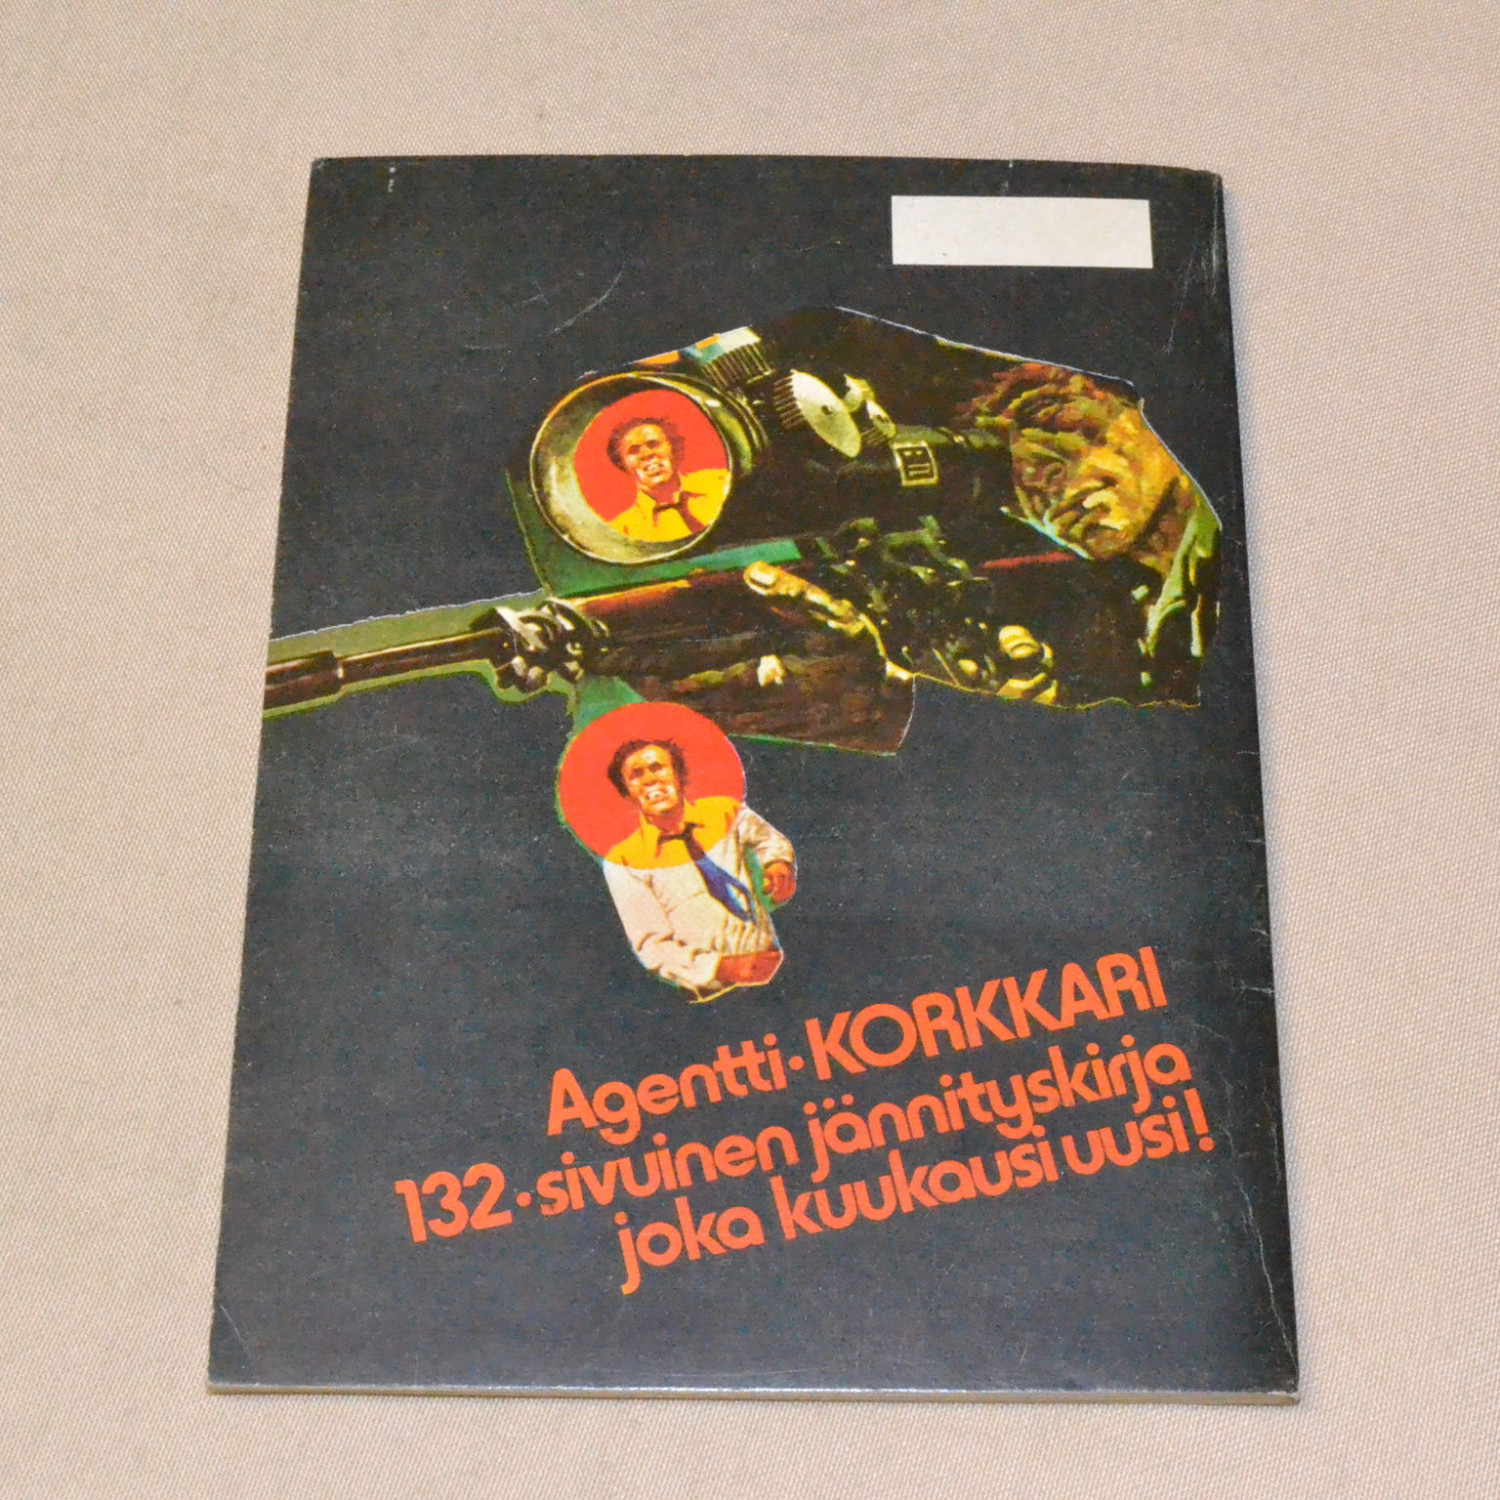 Agentti·KORKKARI
132·sivuinen jännityskirja
joka kuukausi uusi!